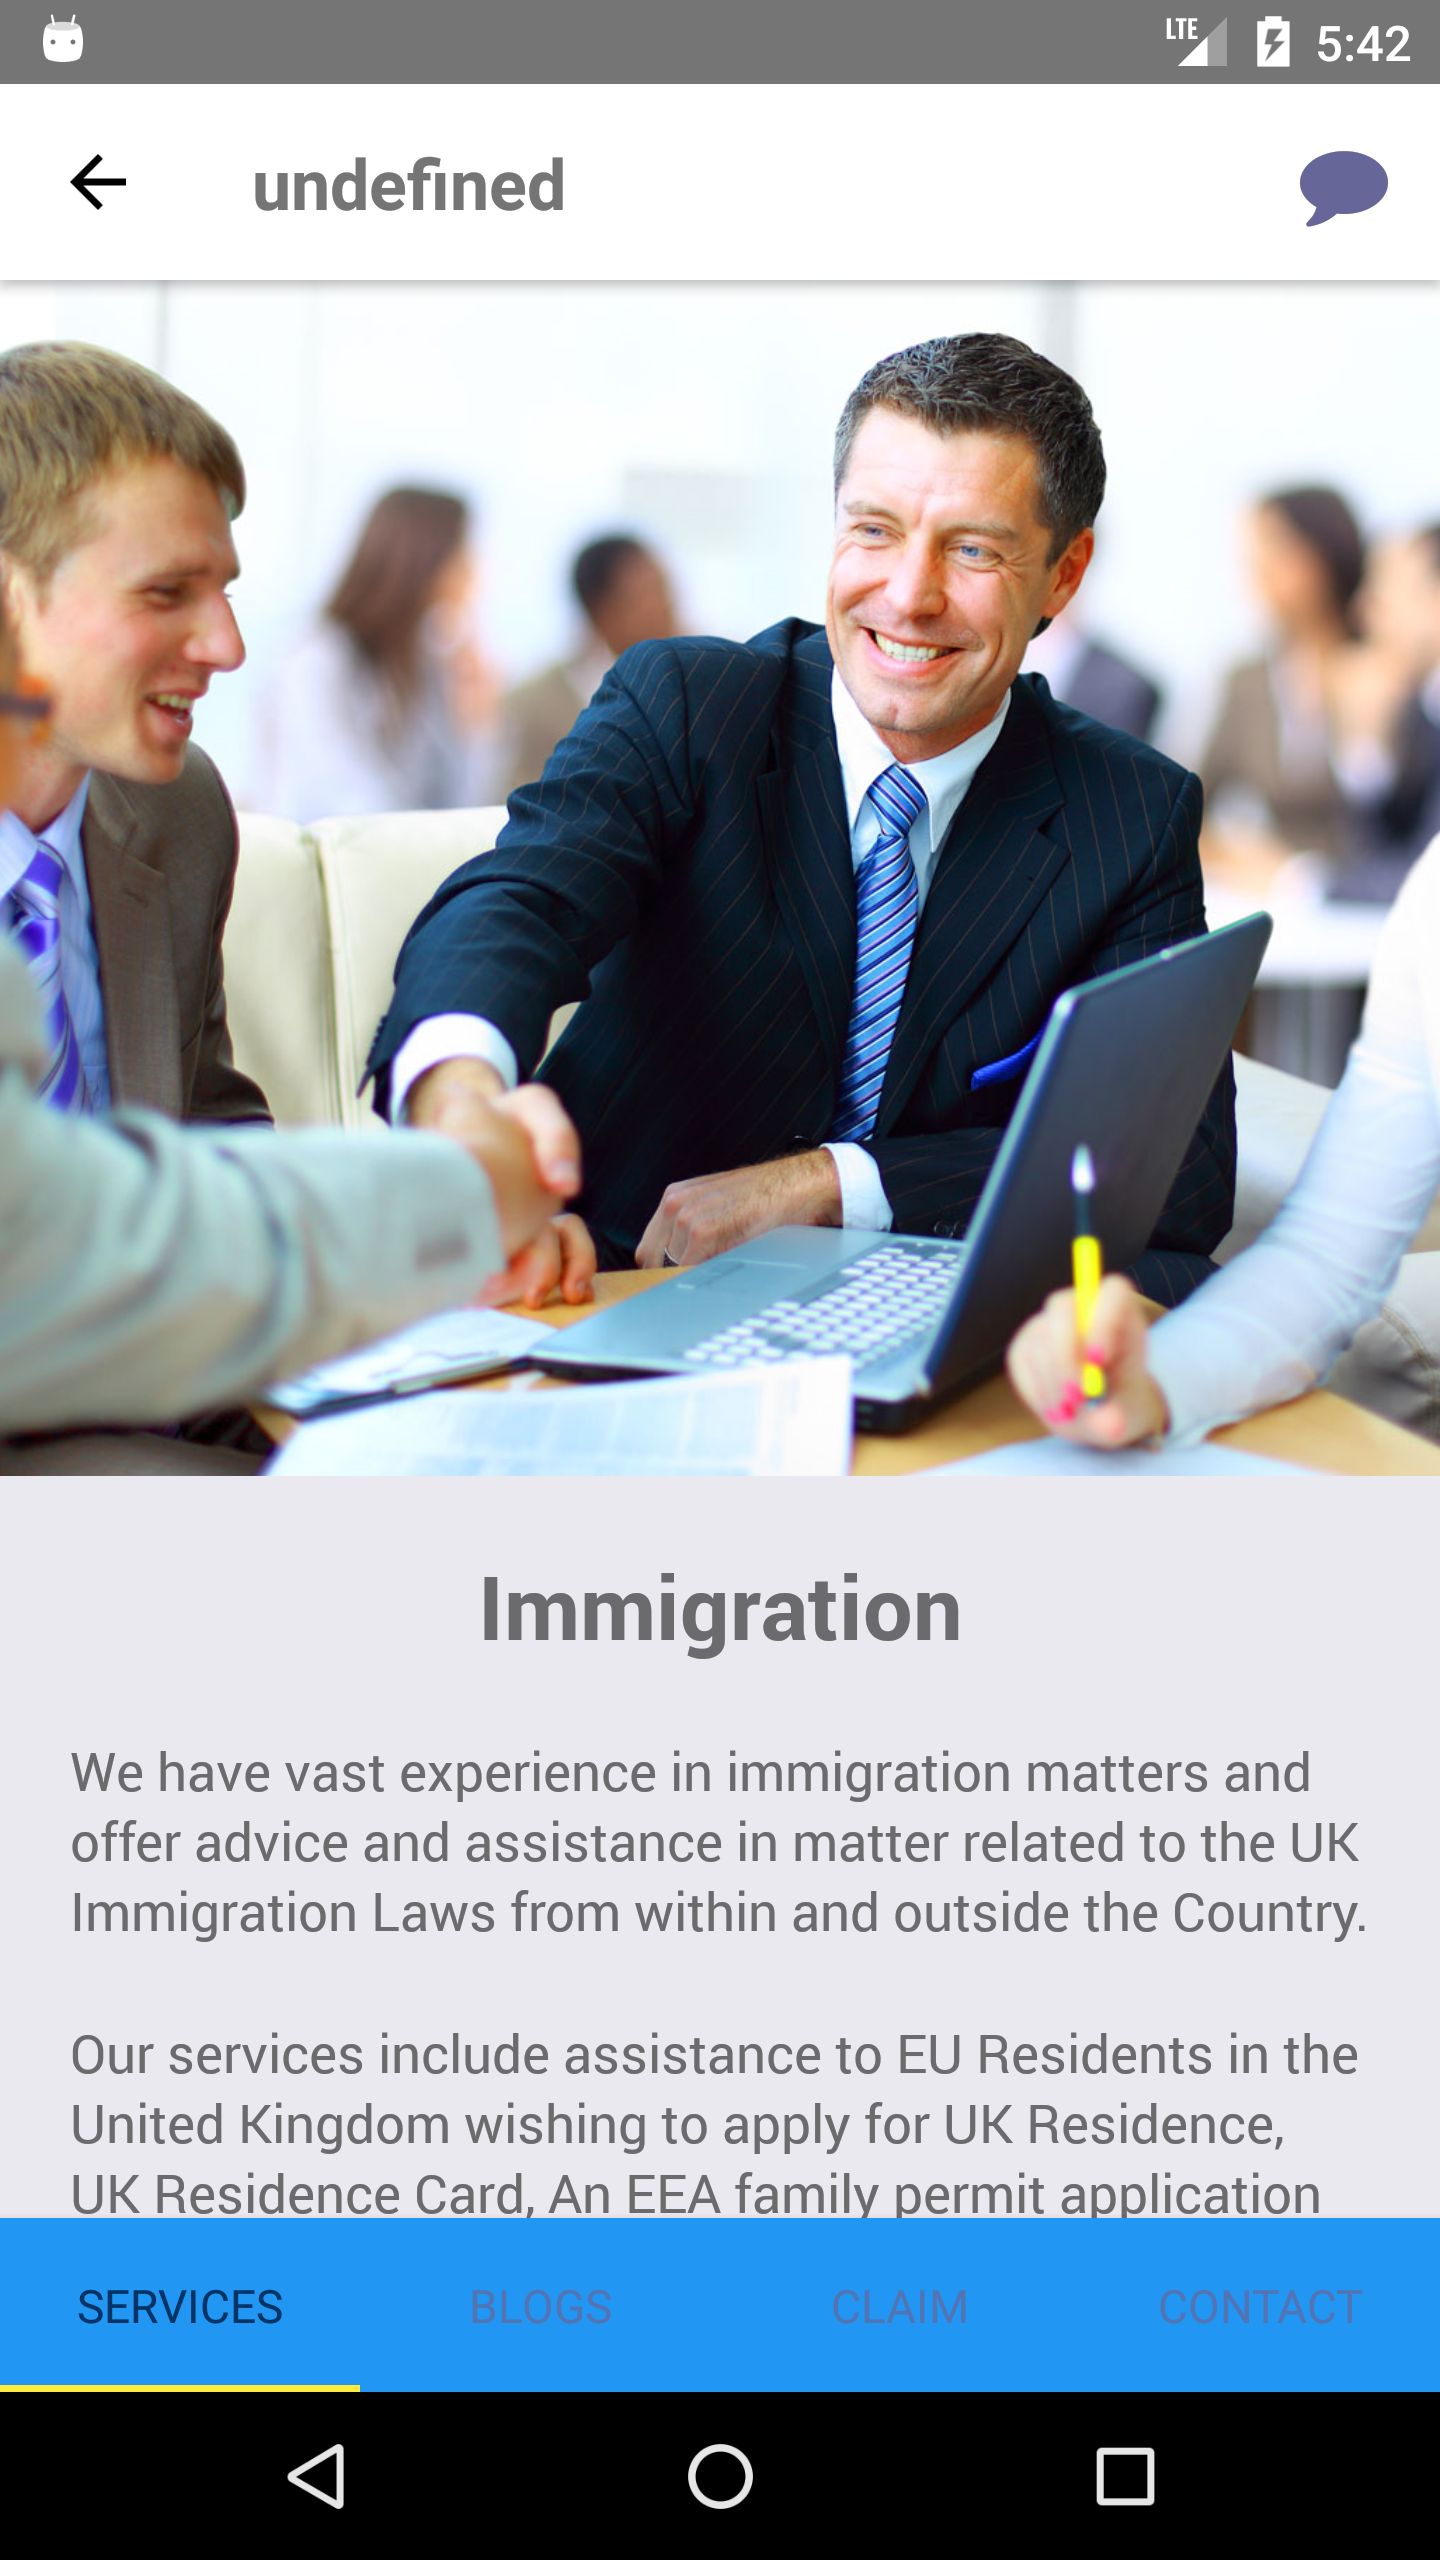 LTE 5:42
undefined
Immigration
We have vast experience in immigration matters and
offer advice and assistance in matter related to the UK
Immigration Laws from within and outside the Country.
Our services include assistance to EU Residents in the
United Kingdom wishing to apply for UK Residence,
UK Residence Card, An EEA family permit application
SERVICES BLOGS CLAIM CONTACT